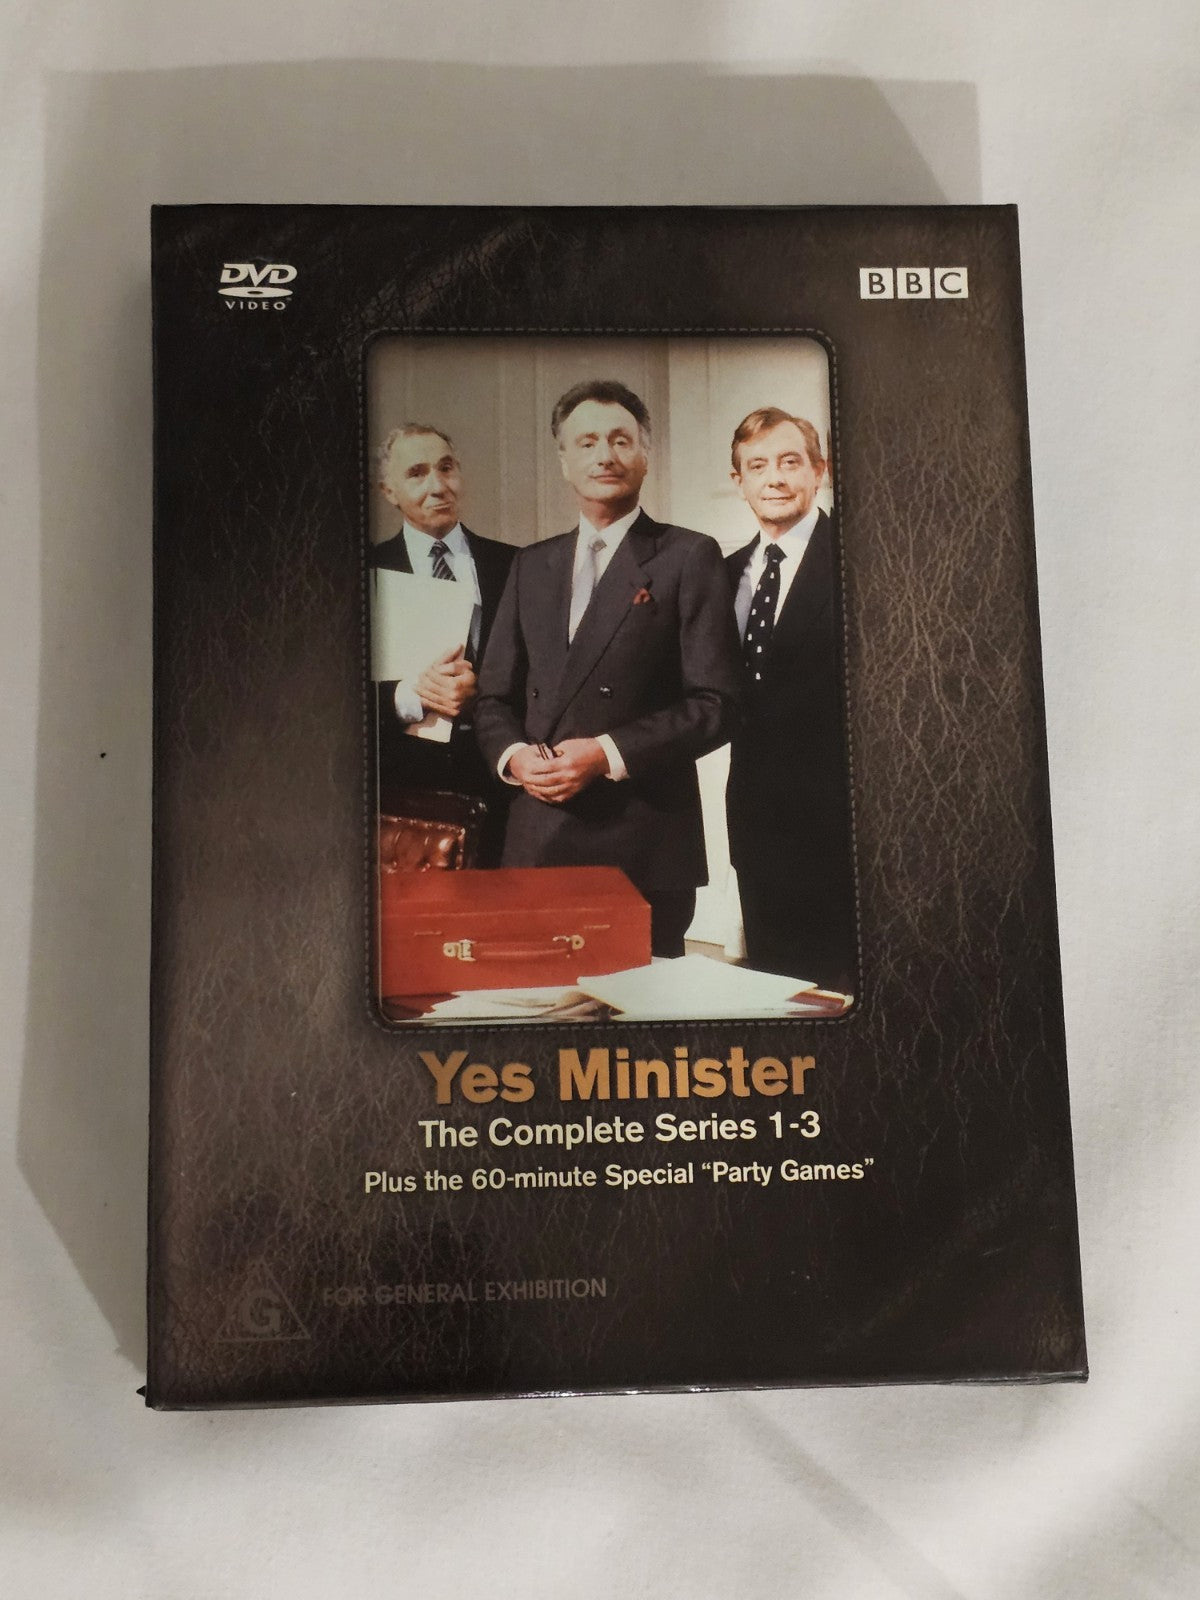 DVD
VIDEO™
BBC
Yes Minister
The Complete Series 1-3
Plus the 60-minute Special “Party Games”
G
FOR GENERAL EXHIBITION